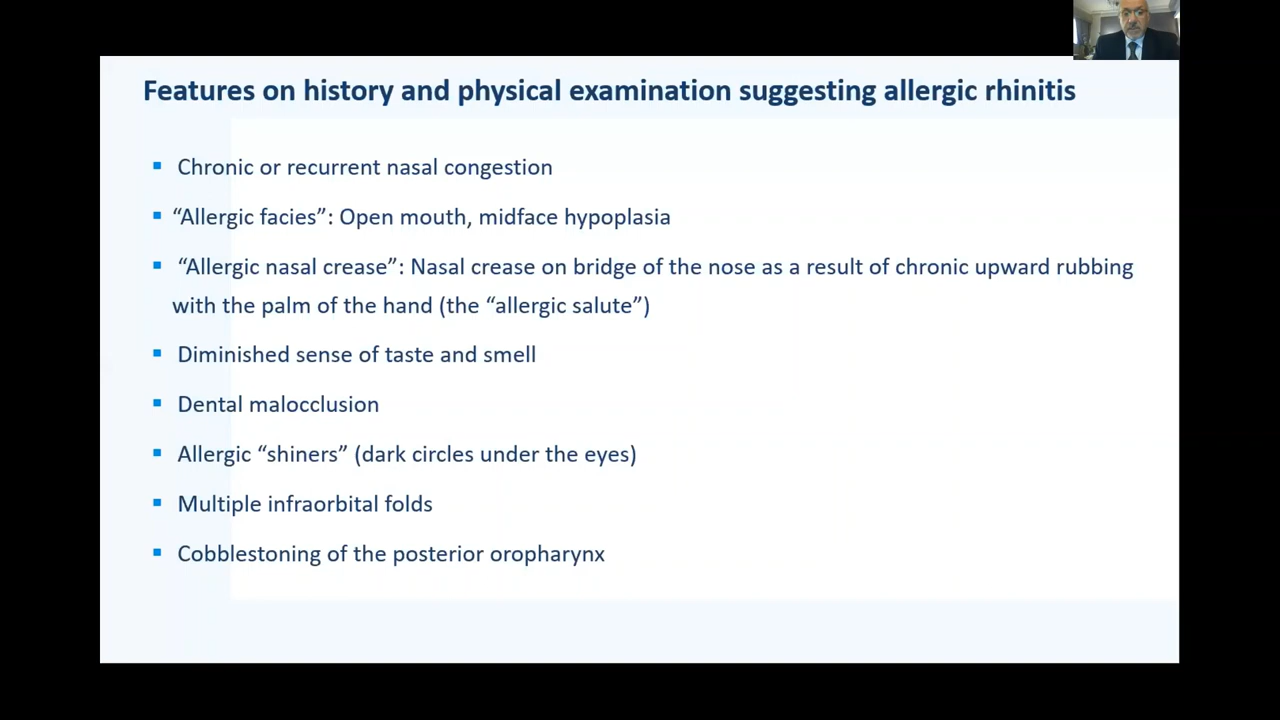 Features on history and physical examination suggesting allergic rhinitis
▪ Chronic or recurrent nasal congestion
▪ “Allergic facies”: Open mouth, midface hypoplasia
▪ “Allergic nasal crease”: Nasal crease on bridge of the nose as a result of chronic upward rubbing
with the palm of the hand (the “allergic salute”)
▪ Diminished sense of taste and smell
▪ Dental malocclusion
▪ Allergic “shiners” (dark circles under the eyes)
▪ Multiple infraorbital folds
▪ Cobblestoning of the posterior oropharynx